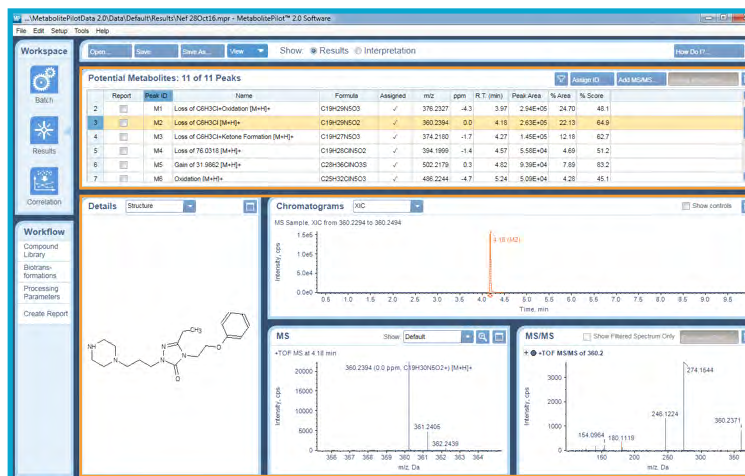 ...\MetabolitePilotData 2.0\Data\Default\Results\Nef 28Oct16.mpr - MetabolitePilot™ 2.0 Software
File Edit Setup Tools Help
Workspace
Batch
Results
Correlation
Workflow
Compound Library
Biotrans-formations
Processing Parameters
Create Report
Open... Save Save As... View Show: Results Interpretation How Do I?...
Potential Metabolites: 11 of 11 Peaks Assign ID Add MS/MS...
Report Peak ID Name Formula Assigned m/z ppm R.T. (min) Peak Area % Area % Score
2 M1 Loss of C6H3Cl+Oxidation [M+H]+ C19H29N5O3 ✓ 376.2327 -4.3 3.97 2.94E+05 24.70 48.1
3 M2 Loss of C6H3Cl [M+H]+ C19H29N5O2 ✓ 360.2394 0.0 4.18 2.63E+05 22.13 64.9
4 M3 Loss of C6H3Cl+Ketone Formation [M+H]+ C19H27N5O3 ✓ 374.2180 -1.7 4.27 1.45E+05 12.18 62.7
5 M4 Loss of 76.0318 [M+H]+ C19H28ClN5O2 ✓ 394.1999 -1.4 4.57 5.58E+04 4.69 51.2
6 M5 Gain of 31.9862 [M+H]+ C28H36ClNO3S ✓ 502.2179 0.3 4.82 9.39E+04 7.89 83.2
7 M6 Oxidation [M+H]+ C25H32ClN5O3 ✓ 486.2244 -4.7 5.24 5.09E+04 4.28 45.1
Details Structure
CH3
HN
N
N
N
N
O
O
Chromatograms XIC Show controls
MS Sample, XIC from 360.2294 to 360.2494
Intensity, cps
1.5e5
1.0e5
5.0e4
0.0e0
4.18 (M2)
0.5 1.0 1.5 2.0 2.5 3.0 3.5 4.0 4.5 5.0 5.5 6.0 6.5 7.0 7.5 8.0 8.5 9.0 9.5
Time, min
MS Show: Default
+TOF MS at 4.18 min
360.2394 (0.0 ppm, C19H30N5O2+) [M+H]+
Intensity, cps
20000
15000
10000
5000
0
361.2405
362.2439
356 357 358 359 360 361 362 363 364
m/z, Da
MS/MS Show Filtered Spectrum Only
+TOF MS/MS of 360.2
Intensity, cps
3000
2000
1000
0
274.1644
246.1224
360.2371
154.0964
180.1119
150 200 250 300 350
m/z, Da